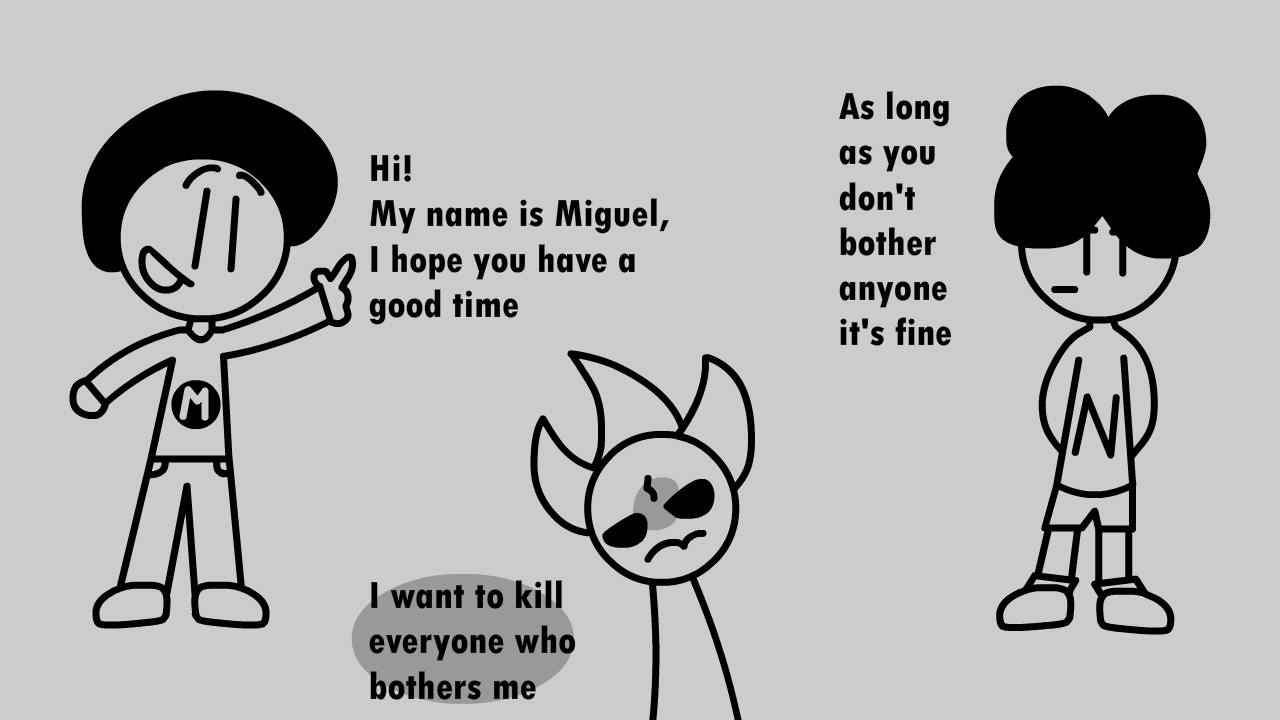 Hi!
My name is Miguel,
I hope you have a
good time
M
As long
as you
don't
bother
anyone
it's fine
N
I want to kill
everyone who
bothers me